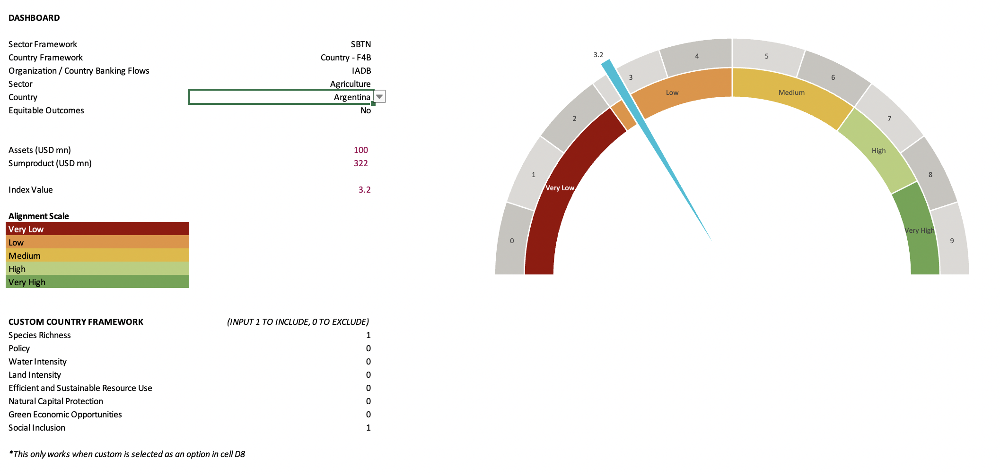 DASHBOARD
Sector Framework SBTN
Country Framework Country - F4B
Organization / Country Banking Flows IADB
Sector Agriculture
Country Argentina
Equitable Outcomes No
Assets (USD mn) 100
Sumproduct (USD mn) 322
Index Value 3.2
Alignment Scale
Very Low
Low
Medium
High
Very High
CUSTOM COUNTRY FRAMEWORK (INPUT 1 TO INCLUDE, 0 TO EXCLUDE)
Species Richness 1
Policy 0
Water Intensity 0
Land Intensity 0
Efficient and Sustainable Resource Use 0
Natural Capital Protection 0
Green Economic Opportunities 0
Social Inclusion 1
*This only works when custom is selected as an option in cell D8
3.2
0
1
2
3
4
5
6
7
8
9
Very Low
Low
Medium
High
Very High